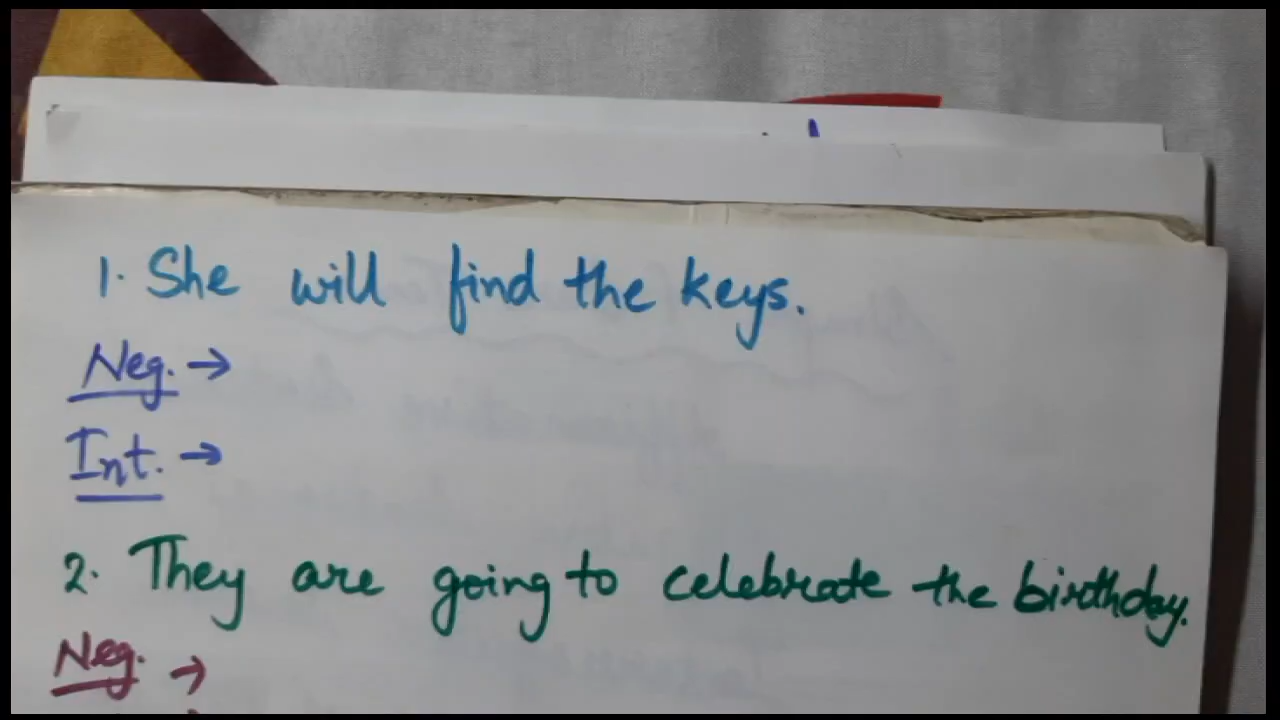 1. She will find the keys.
Neg. →
Int. →
2. They are going to celebrate the birthday.
Neg. →